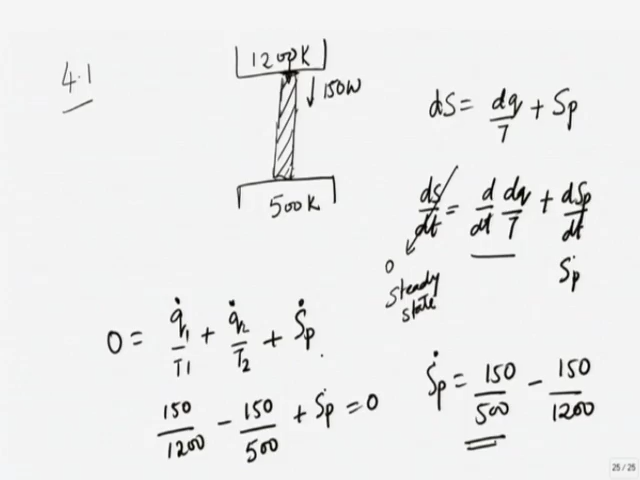 4.1
1200K
150W
500K
dS = dq/T + Sp
dS/dt = d/dt dq/T + dSp/dt
0
Steady
state
Ṡp
0 = q̇1/T1 + q̇2/T2 + Ṡp.
150/1200 - 150/500 + Ṡp = 0
Ṡp = 150/500 - 150/1200
25 / 25